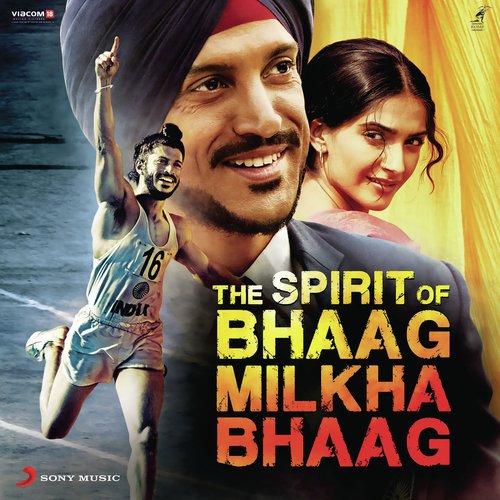 VIACOM 18
16
INDIA
THE SPIRIT OF
BHAAG
MILKHA
BHAAG
SONY MUSIC